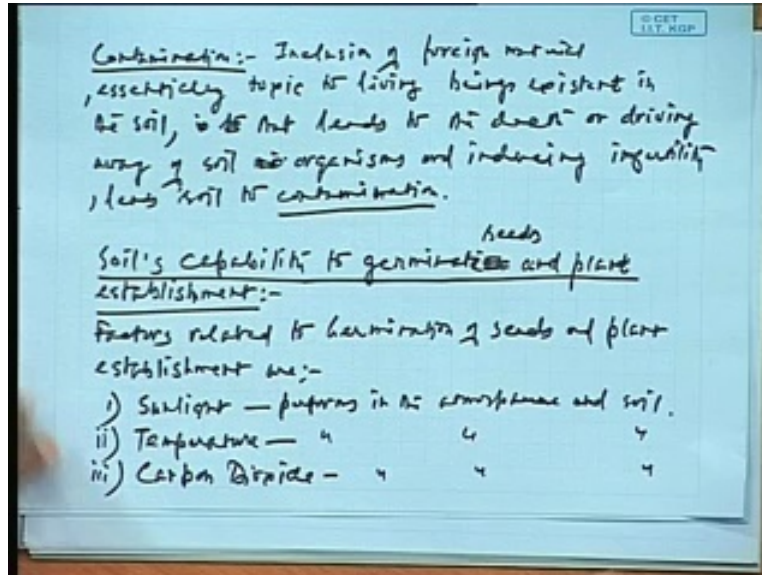 © CET
I.I.T. KGP
Contamination:- Inclusion of foreign material
, essentially toxic to living beings existent in
the soil, that leads to the death or driving
away of soil organisms and inducing infertility
, leads soil to contamination.
seeds
Soil's capability to germinate and plant
establishment:-
Factors related to Germination of seeds and plant
establishment are:-
i) Sunlight — performs in the atmosphere and soil.
ii) Temperature — " " "
iii) Carbon Dioxide - " " "